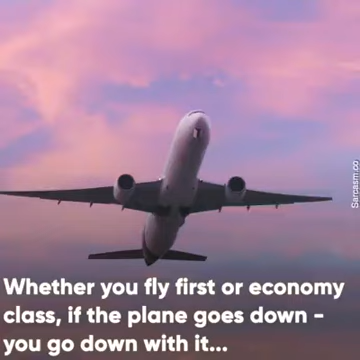 Sarcasm.co
Whether you fly first or economy
class, if the plane goes down -
you go down with it...